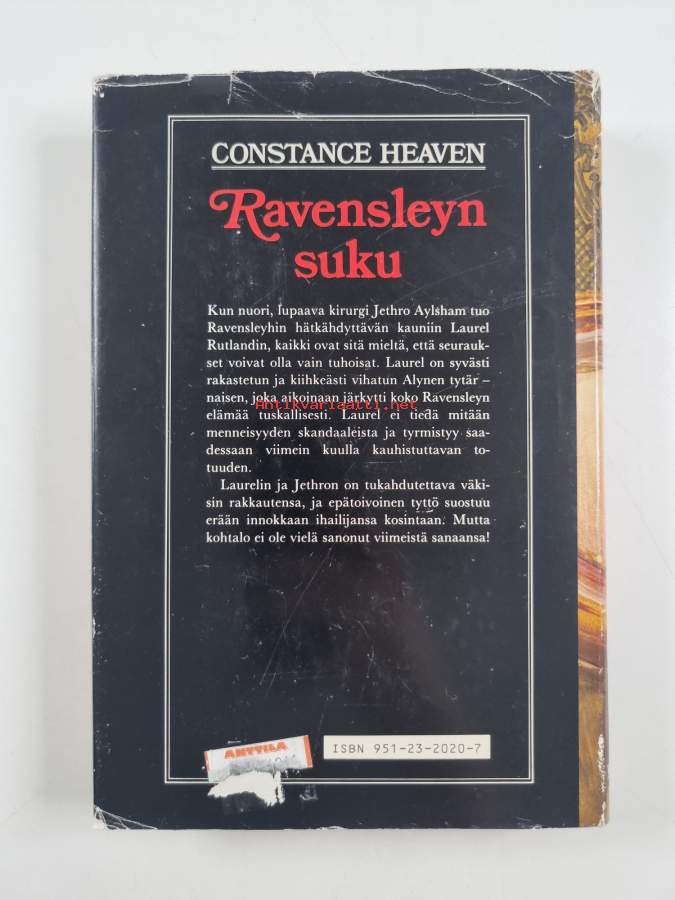 CONSTANCE HEAVEN
Ravensleyn
suku
Kun nuori, lupaava kirurgi Jethro Aylsham tuo
Ravensleyhin hätkähdyttävän kauniin Laurel
Rutlandin, kaikki ovat sitä mieltä, että seurauk-
set voivat olla vain tuhoisat. Laurel on syvästi
rakastetun ja kiihkeästi vihatun Alynen tytär –
naisen, joka aikoinaan järkytti koko Ravensleyn
Antikvariaatti.net
elämää tuskallisesti. Laurel ei tiedä mitään
menneisyyden skandaaleista ja tyrmistyy saa-
dessaan viimein kuulla kauhistuttavan to-
tuuden.
Laurelin ja Jethron on tukahdutettava väki-
sin rakkautensa, ja epätoivoinen tyttö suostuu
erään innokkaan ihailijansa kosintaan. Mutta
kohtalo ei ole vielä sanonut viimeistä sanaansa!
ANTTILA
ISBN 951-23-2020-7